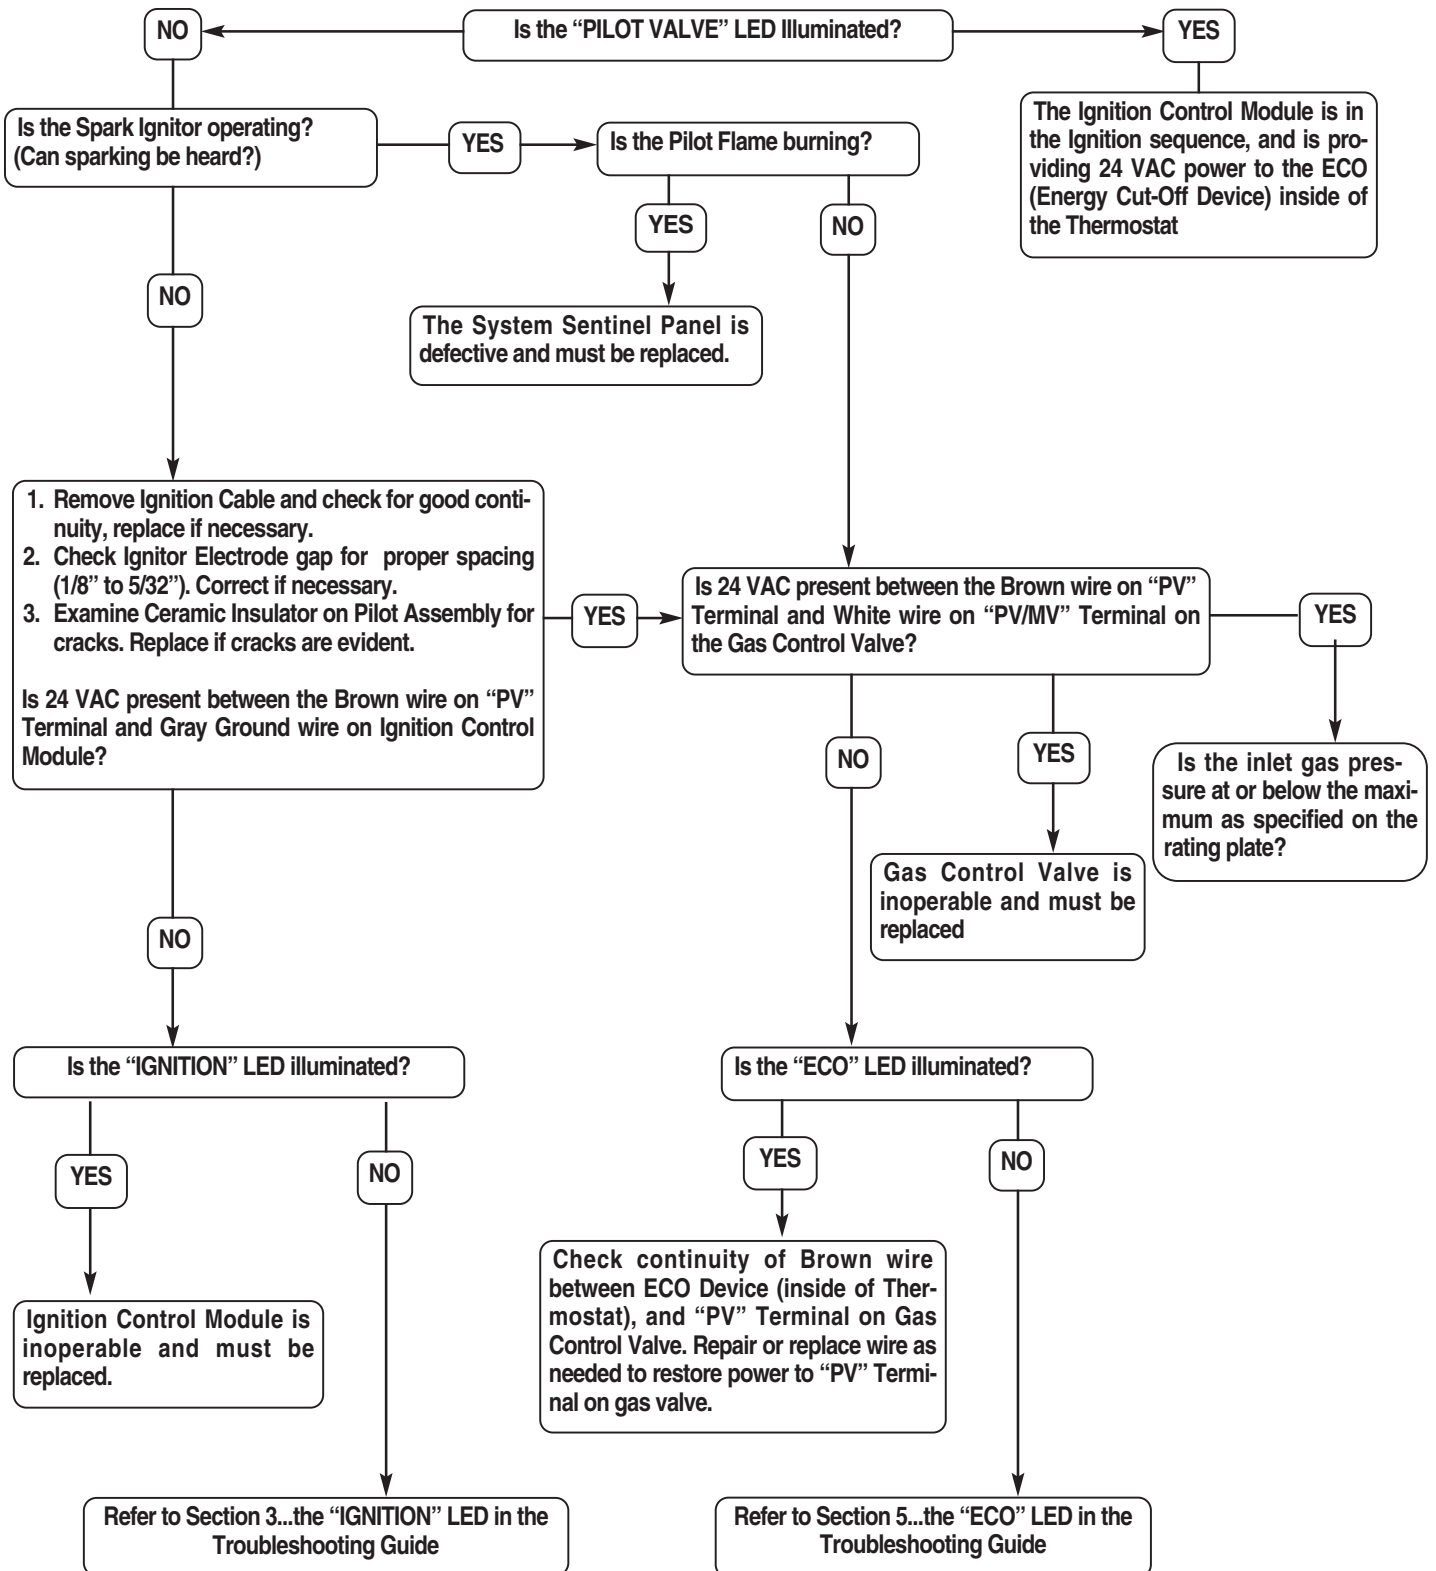 NO
Is the “PILOT VALVE” LED Illuminated?
YES
Is the Spark Ignitor operating?
(Can sparking be heard?)
YES
Is the Pilot Flame burning?
The Ignition Control Module is in
the Ignition sequence, and is pro-
viding 24 VAC power to the ECO
(Energy Cut-Off Device) inside of
the Thermostat
YES
NO
NO
The System Sentinel Panel is
defective and must be replaced.
1. Remove Ignition Cable and check for good conti-
nuity, replace if necessary.
2. Check Ignitor Electrode gap for proper spacing
(1/8” to 5/32”). Correct if necessary.
3. Examine Ceramic Insulator on Pilot Assembly for
cracks. Replace if cracks are evident.
Is 24 VAC present between the Brown wire on “PV”
Terminal and Gray Ground wire on Ignition Control
Module?
YES
Is 24 VAC present between the Brown wire on “PV”
Terminal and White wire on “PV/MV” Terminal on
the Gas Control Valve?
YES
NO
YES
Is the inlet gas pres-
sure at or below the maxi-
mum as specified on the
rating plate?
Gas Control Valve is
inoperable and must be
replaced
NO
Is the “IGNITION” LED illuminated?
Is the “ECO” LED illuminated?
YES
NO
YES
NO
Check continuity of Brown wire
between ECO Device (inside of Ther-
mostat), and “PV” Terminal on Gas
Control Valve. Repair or replace wire as
needed to restore power to “PV” Termi-
nal on gas valve.
Ignition Control Module is
inoperable and must be
replaced.
Refer to Section 3...the “IGNITION” LED in the
Troubleshooting Guide
Refer to Section 5...the “ECO” LED in the
Troubleshooting Guide